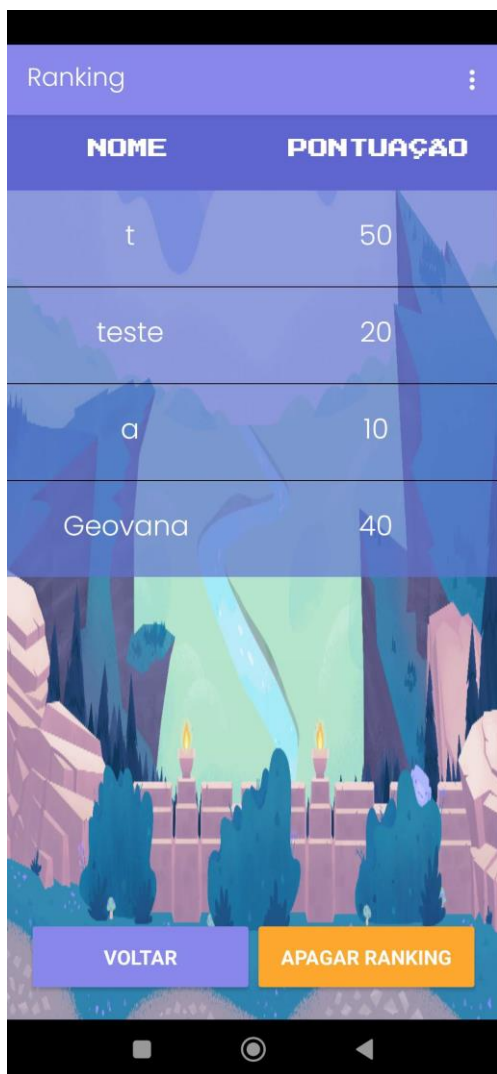 Ranking
NOME PONTUAÇÃO
t 50
teste 20
a 10
Geovana 40
VOLTAR APAGAR RANKING